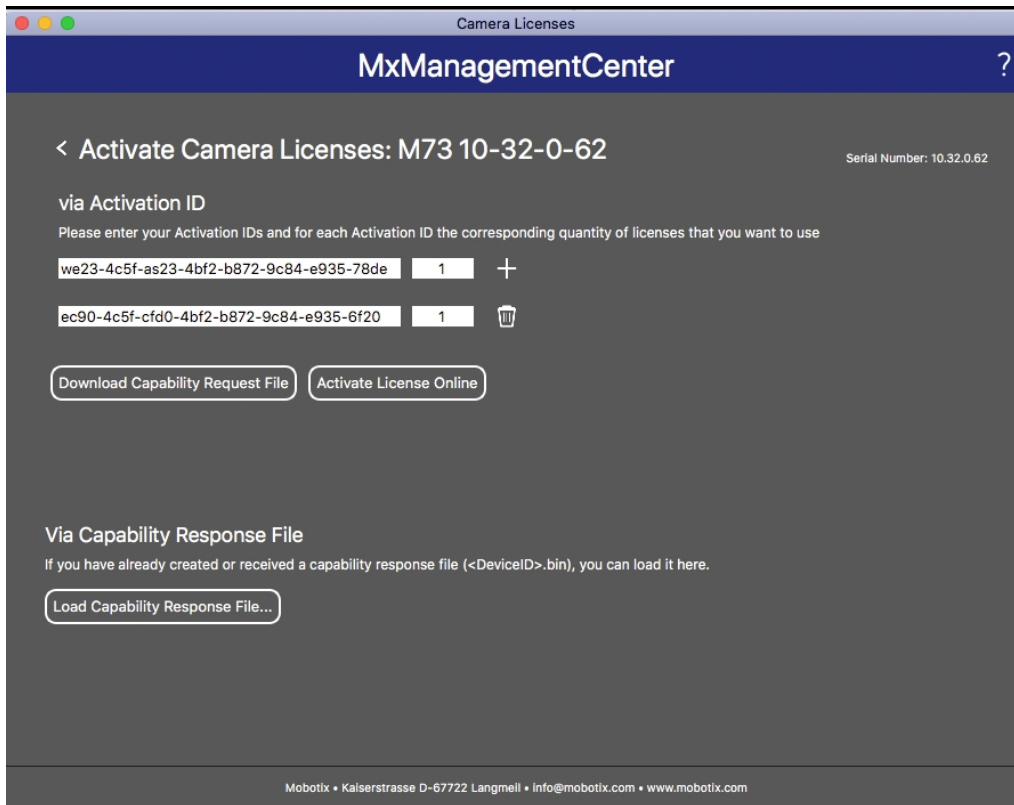 Camera Licenses
MxManagementCenter
?
< Activate Camera Licenses: M73 10-32-0-62
Serial Number: 10.32.0.62
via Activation ID
Please enter your Activation IDs and for each Activation ID the corresponding quantity of licenses that you want to use
we23-4c5f-as23-4bf2-b872-9c84-e935-78de 1 +
ec90-4c5f-cfd0-4bf2-b872-9c84-e935-6f20 1
Download Capability Request File Activate License Online
Via Capability Response File
If you have already created or received a capability response file (<DeviceID>.bin), you can load it here.
Load Capability Response File...
Mobotix • Kaiserstrasse D-67722 Langmeil • info@mobotix.com • www.mobotix.com